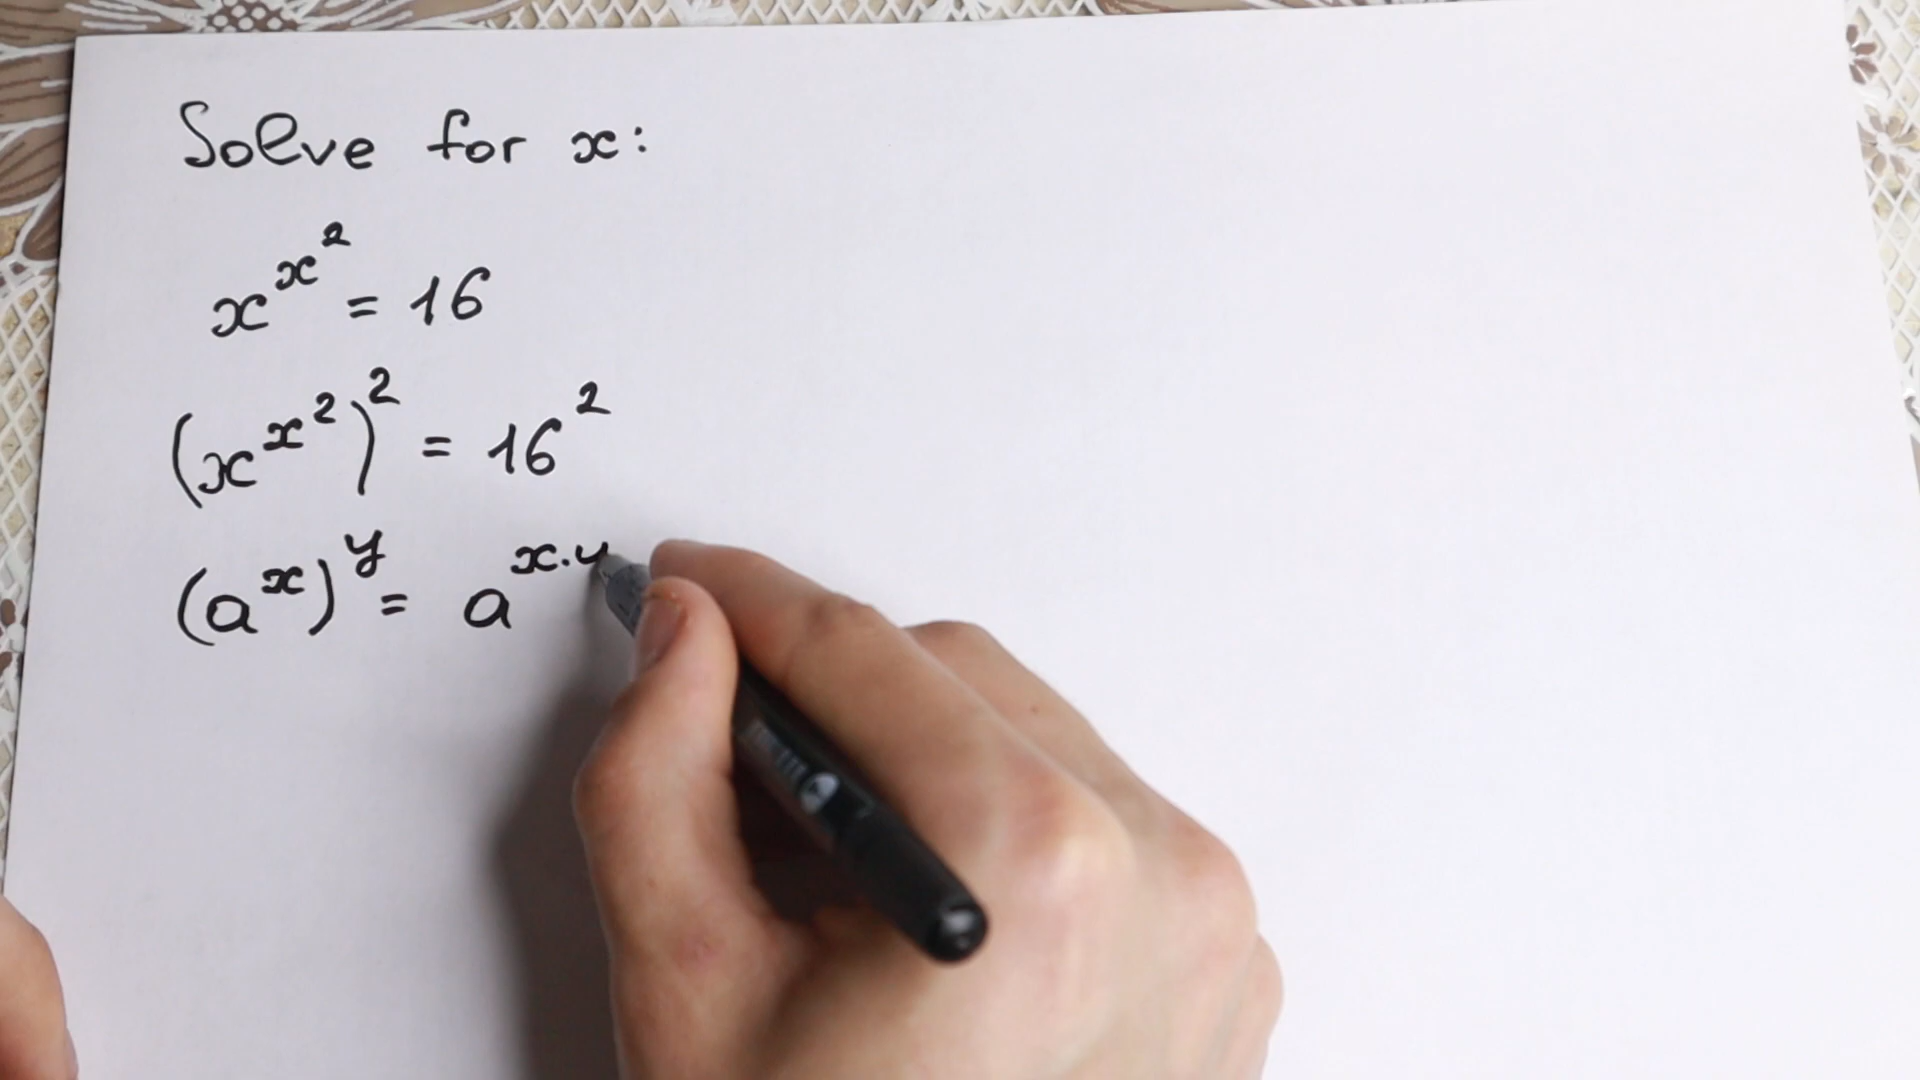 Solve for x:
x^x^2 = 16
(x^x^2)^2 = 16^2
(a^x)^y = a^x·y